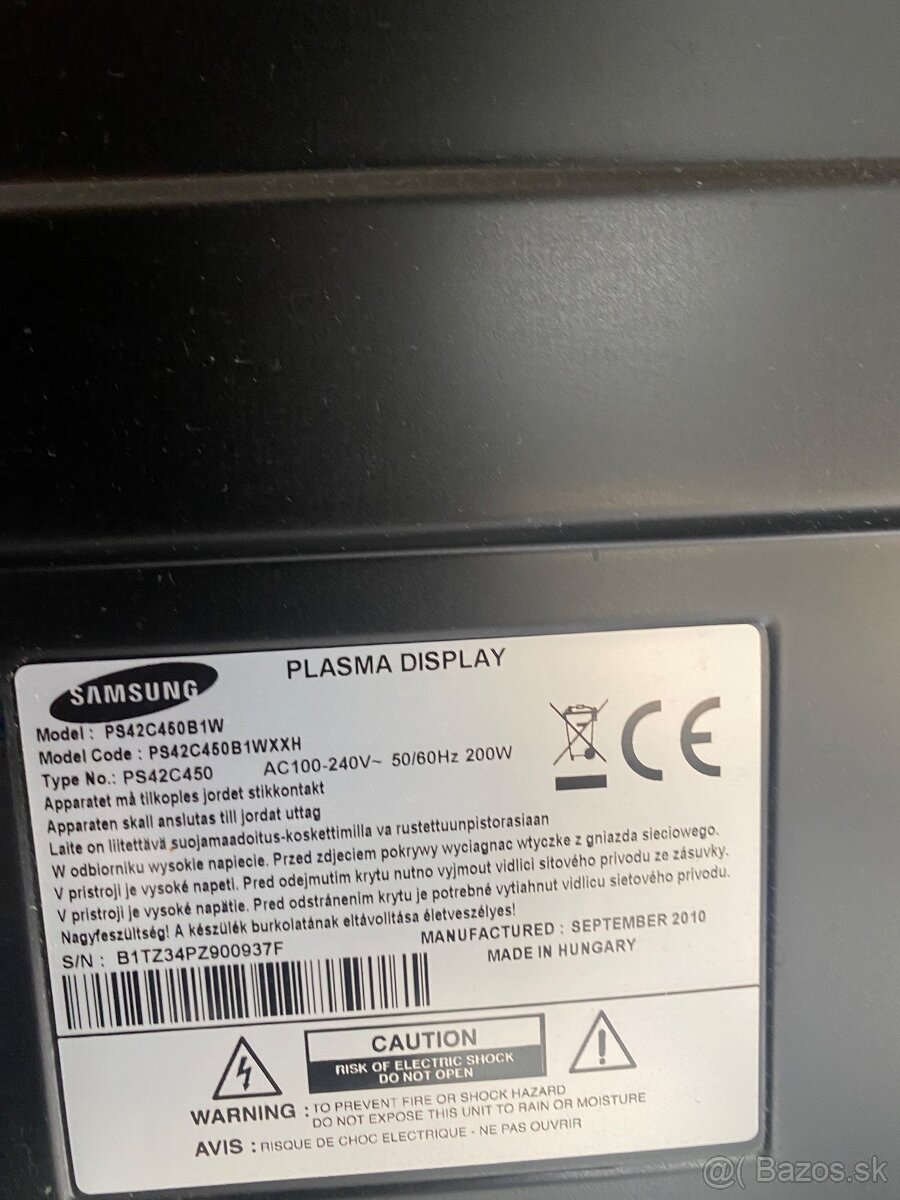 SAMSUNG
PLASMA DISPLAY
Model : PS42C450B1W
Model Code : PS42C450B1WXXH
Type No.: PS42C450 AC100-240V~ 50/60Hz 200W
Apparatet må tilkoples jordet stikkontakt
Apparaten skall anslutas till jordat uttag
Laite on liitettävä suojamaadoitus-koskettimilla va rustettuunpistorasiaan
W odbiorniku wysokie napiecie. Przed zdjeciem pokrywy wyciagnac wtyczke z gniazda sieciowego.
V pristroji je vysoké napeti. Pred odejmutim krytu nutno vyjmout vidlici sitového privodu ze zásuvky.
V pristroji je vysoké napätie. Pred odstránením krytu je potrebné vytiahnut vidlicu sietového privodu.
Nagyfeszültség! A készülék burkolatának eltávolítása életveszélyes!
S/N : B1TZ34PZ900937F
MANUFACTURED : SEPTEMBER 2010
MADE IN HUNGARY
CE
CAUTION
RISK OF ELECTRIC SHOCK
DO NOT OPEN
WARNING : TO PREVENT FIRE OR SHOCK HAZARD
DO NOT EXPOSE THIS UNIT TO RAIN OR MOISTURE
AVIS : RISQUE DE CHOC ELECTRIQUE - NE PAS OUVRIR
@( Bazos.sk